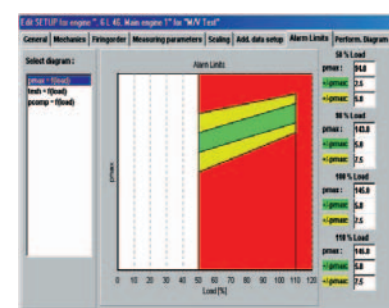 Edit SETUP for engine ", 6 L 46, Main engine 1" for "M/V Test"
General Mechanics Firingorder Measuring parameters Scaling Add. data setup Alarm Limits Perform. Diagram
Select diagram :
pmax = f(load)
texh = f(load)
pcomp = f(load)
Alarm Limits
pmax
0 10 20 30 40 50 60 70 80 90 100 110 120
Load [%]
50 % Load
pmax :
+/-pmax: 2.5
+/-pmax: 5.0
90 % Load
pmax : 143.0
+/-pmax: 5.0
+/-pmax: 7.5
100 % Load
pmax : 145.0
+/-pmax: 5.0
+/-pmax: 7.5
110 % Load
pmax : 145.0
+/-pmax: 5.0
+/-pmax: 7.5